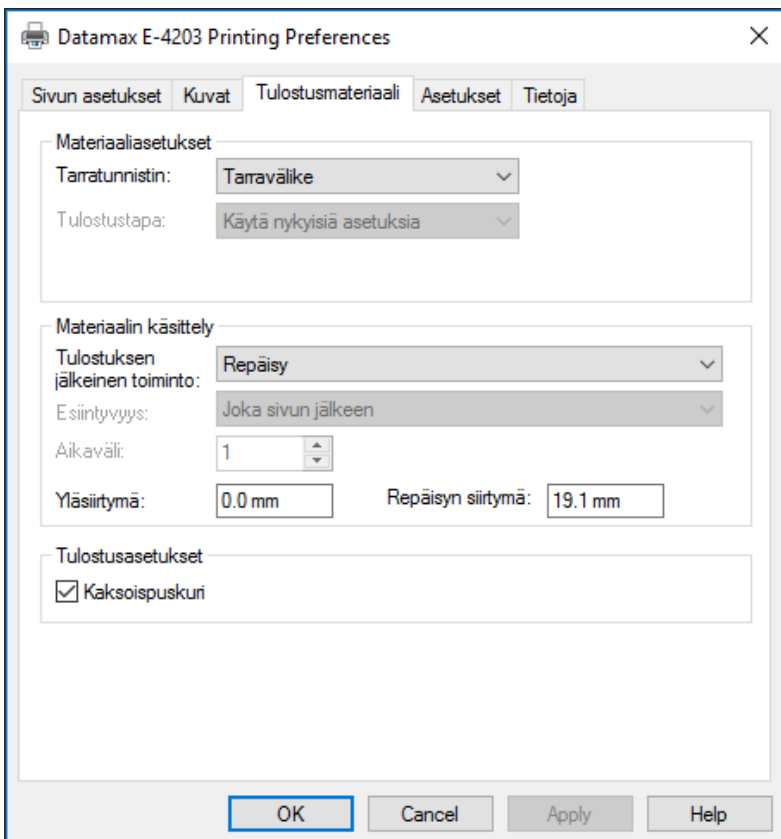 Datamax E-4203 Printing Preferences
Sivun asetukset Kuvat Tulostusmateriaali Asetukset Tietoja
Materiaaliasetukset
Tarratunnistin: Tarravälike
Tulostustapa: Käytä nykyisiä asetuksia
Materiaalin käsittely
Tulostuksen
jälkeinen toiminto: Repäisy
Esiintyvyys: Joka sivun jälkeen
Aikaväli: 1
Yläsiirtymä: 0.0 mm Repäisyn siirtymä: 19.1 mm
Tulostusasetukset
Kaksoispuskuri
OK Cancel Apply Help